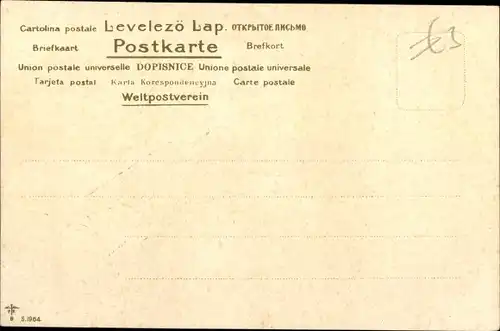 Cartolina postale Levelező Lap. ОТКРЫТОЕ ПИСЬМО
Briefkaart Postkarte Brefkort
Union postale universelle DOPISNICE Unione postale universale
Tarjeta postal Karta Korespondencyjna Carte postale
Weltpostverein
S.1964